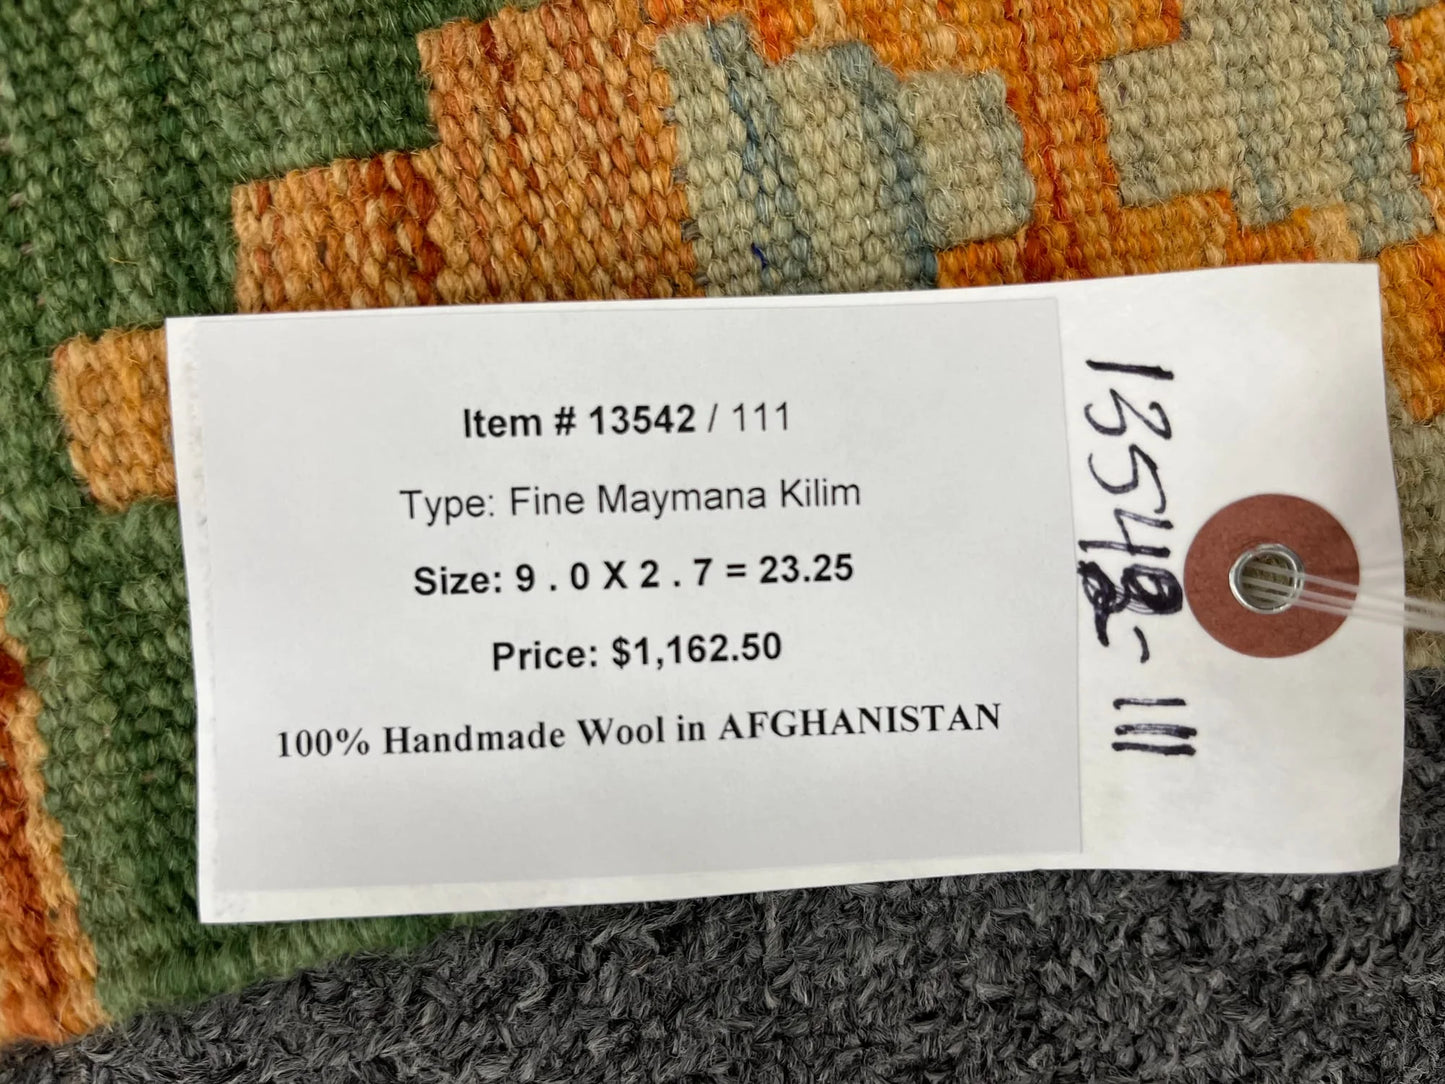 Item # 13542 / 111
Type: Fine Maymana Kilim
Size: 9 . 0 X 2 . 7 = 23.25
Price: $1,162.50
100% Handmade Wool in AFGHANISTAN
13542-111